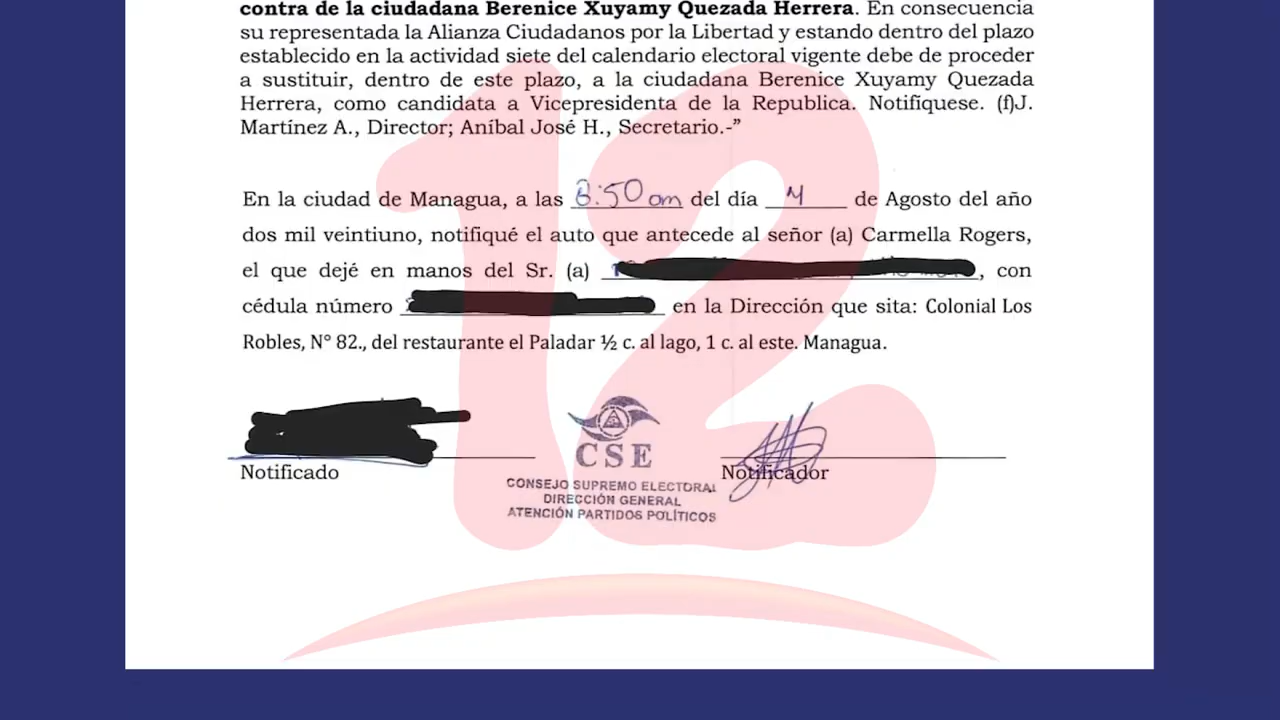 contra de la ciudadana Berenice Xuyamy Quezada Herrera. En consecuencia
su representada la Alianza Ciudadanos por la Libertad y estando dentro del plazo
establecido en la actividad siete del calendario electoral vigente debe de proceder
a sustituir, dentro de este plazo, a la ciudadana Berenice Xuyamy Quezada
Herrera, como candidata a Vicepresidenta de la Republica. Notifíquese. (f)J.
Martínez A., Director; Aníbal José H., Secretario.-”
En la ciudad de Managua, a las 8:50 am del día 4 de Agosto del año
dos mil veintiuno, notifiqué el auto que antecede al señor (a) Carmella Rogers,
el que dejé en manos del Sr. (a) , con
cédula número en la Dirección que sita: Colonial Los
Robles, N° 82., del restaurante el Paladar ½ c. al lago, 1 c. al este. Managua.
Notificado
Notificador
CSE
CONSEJO SUPREMO ELECTORAL
DIRECCIÓN GENERAL
ATENCIÓN PARTIDOS POLÍTICOS
12